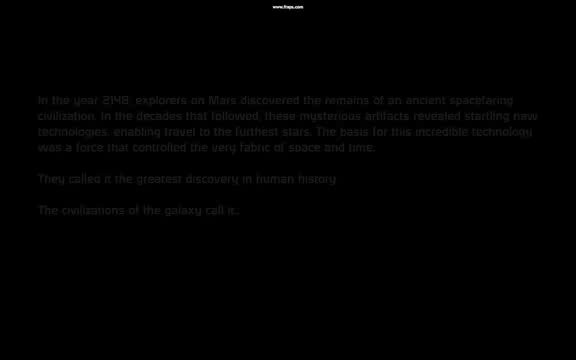 www.fraps.com
In the year 2148, explorers on Mars discovered the remains of an ancient spacefaring
civilization. In the decades that followed, these mysterious artifacts revealed startling new
technologies, enabling travel to the furthest stars. The basis for this incredible technology
was a force that controlled the very fabric of space and time.
They called it the greatest discovery in human history.
The civilizations of the galaxy call it...